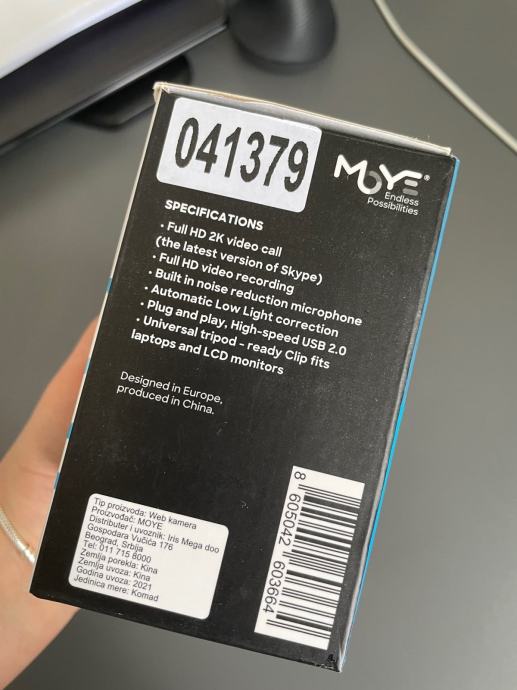 041379
MOYE®
Endless
Possibilities
SPECIFICATIONS
• Full HD 2K video call
(the latest version of Skype)
• Full HD video recording
• Built in noise reduction microphone
• Automatic Low Light correction
• Plug and play, High-speed USB 2.0
• Universal tripod - ready Clip fits
laptops and LCD monitors
Designed in Europe,
produced in China.
Tip proizvoda: Web kamera
Proizvođač: MOYE
Distributer i uvoznik: Iris Mega doo
Gospodara Vučića 176
Beograd, Srbija
Tel: 011 715 8000
Zemlja porekla: Kina
Zemlja uvoza: Kina
Godina uvoza: 2021
Jedinica mere: Komad
8 605042 603664